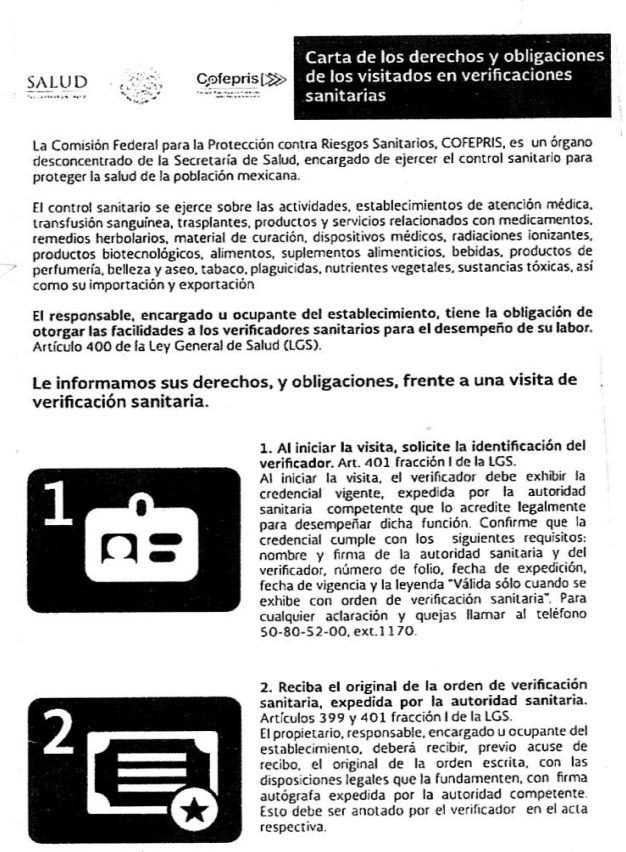 SALUD
Cofepris
Carta de los derechos y obligaciones
de los visitados en verificaciones
sanitarias
La Comisión Federal para la Protección contra Riesgos Sanitarios, COFEPRIS, es un órgano
desconcentrado de la Secretaría de Salud, encargado de ejercer el control sanitario para
proteger la salud de la población mexicana.
El control sanitario se ejerce sobre las actividades, establecimientos de atención médica,
transfusión sanguínea, trasplantes, productos y servicios relacionados con medicamentos,
remedios herbolarios, material de curación, dispositivos médicos, radiaciones ionizantes,
productos biotecnológicos, alimentos, suplementos alimenticios, bebidas, productos de
perfumería, belleza y aseo, tabaco, plaguicidas, nutrientes vegetales, sustancias tóxicas, así
como su importación y exportación
El responsable, encargado u ocupante del establecimiento, tiene la obligación de
otorgar las facilidades a los verificadores sanitarios para el desempeño de su labor.
Artículo 400 de la Ley General de Salud (LGS).
Le informamos sus derechos, y obligaciones, frente a una visita de
verificación sanitaria.
1
1. Al iniciar la visita, solicite la identificación del
verificador. Art. 401 fracción I de la LGS.
Al iniciar la visita, el verificador debe exhibir la
credencial vigente, expedida por la autoridad
sanitaria competente que lo acredite legalmente
para desempeñar dicha función. Confirme que la
credencial cumple con los siguientes requisitos:
nombre y firma de la autoridad sanitaria y del
verificador, número de folio, fecha de expedición,
fecha de vigencia y la leyenda "Válida sólo cuando se
exhibe con orden de verificación sanitaria". Para
cualquier aclaración y quejas llamar al teléfono
50-80-52-00, ext.1170.
2
2. Reciba el original de la orden de verificación
sanitaria, expedida por la autoridad sanitaria.
Artículos 399 y 401 fracción I de la LGS.
El propietario, responsable, encargado u ocupante del
establecimiento, deberá recibir, previo acuse de
recibo, el original de la orden escrita, con las
disposiciones legales que la fundamenten, con firma
autógrafa expedida por la autoridad competente.
Esto debe ser anotado por el verificador en el acta
respectiva.